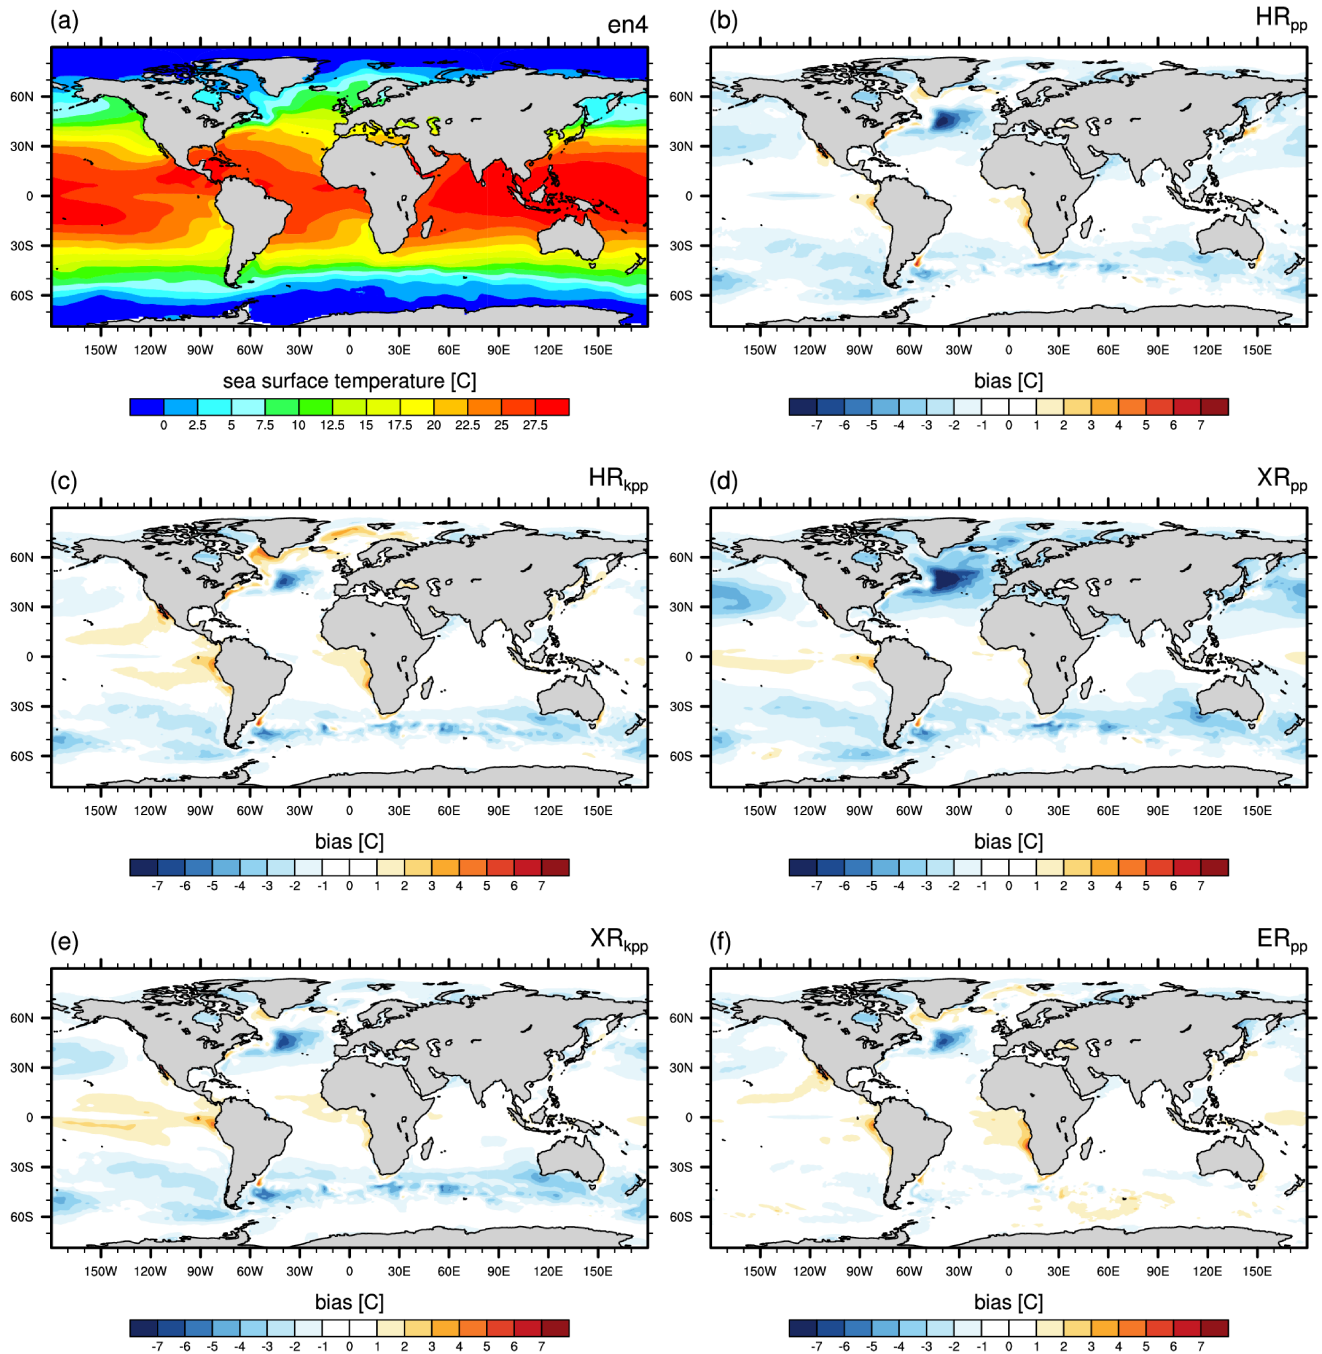 (a) en4
60N
30N
0
30S
60S
150W 120W 90W 60W 30W 0 30E 60E 90E 120E 150E
sea surface temperature [C]
0 2.5 5 7.5 10 12.5 15 17.5 20 22.5 25 27.5
(b) HRpp
60N
30N
0
30S
60S
150W 120W 90W 60W 30W 0 30E 60E 90E 120E 150E
bias [C]
-7 -6 -5 -4 -3 -2 -1 0 1 2 3 4 5 6 7
(c) HRkpp
60N
30N
0
30S
60S
150W 120W 90W 60W 30W 0 30E 60E 90E 120E 150E
bias [C]
-7 -6 -5 -4 -3 -2 -1 0 1 2 3 4 5 6 7
(d) XRpp
60N
30N
0
30S
60S
150W 120W 90W 60W 30W 0 30E 60E 90E 120E 150E
bias [C]
-7 -6 -5 -4 -3 -2 -1 0 1 2 3 4 5 6 7
(e) XRkpp
60N
30N
0
30S
60S
150W 120W 90W 60W 30W 0 30E 60E 90E 120E 150E
bias [C]
-7 -6 -5 -4 -3 -2 -1 0 1 2 3 4 5 6 7
(f) ERpp
60N
30N
0
30S
60S
150W 120W 90W 60W 30W 0 30E 60E 90E 120E 150E
bias [C]
-7 -6 -5 -4 -3 -2 -1 0 1 2 3 4 5 6 7